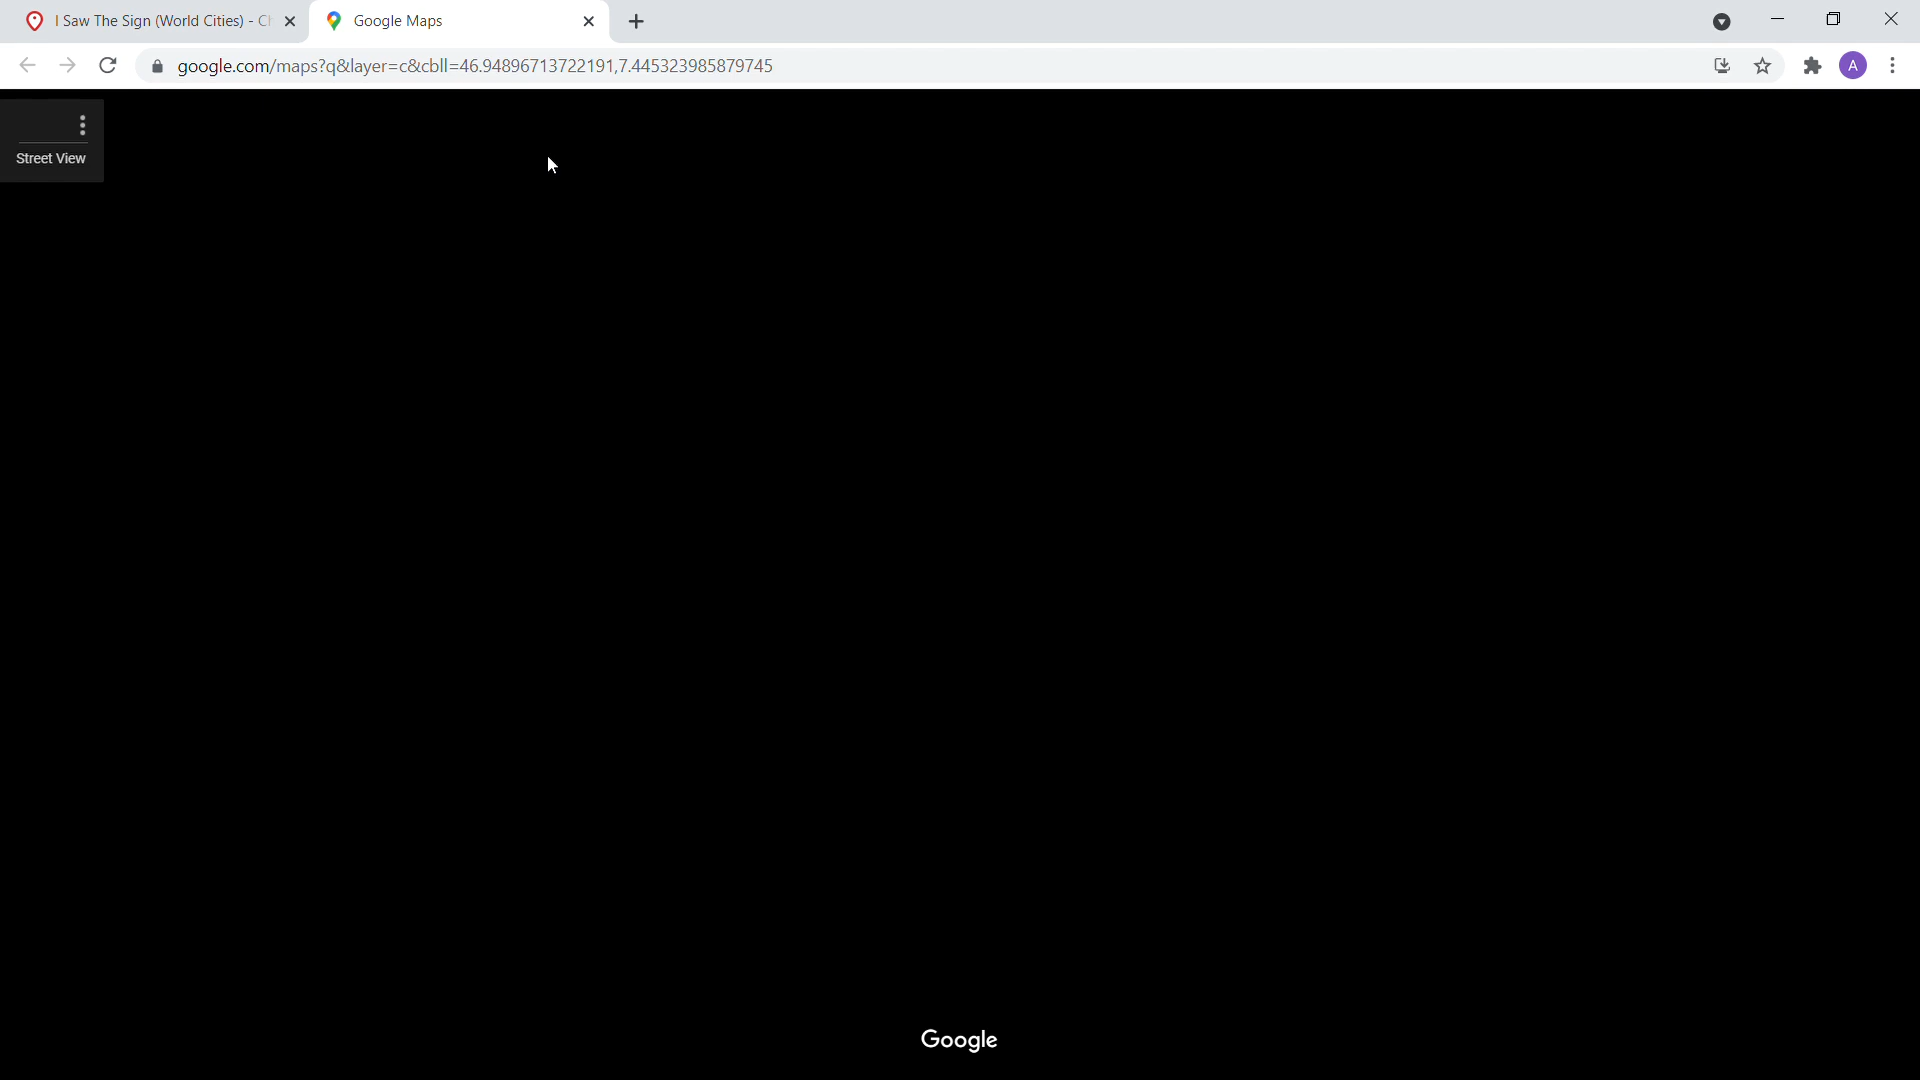 I Saw The Sign (World Cities) - Ch
Google Maps
google.com/maps?q&layer=c&cbll=46.94896713722191,7.445323985879745
A
Street View
Google